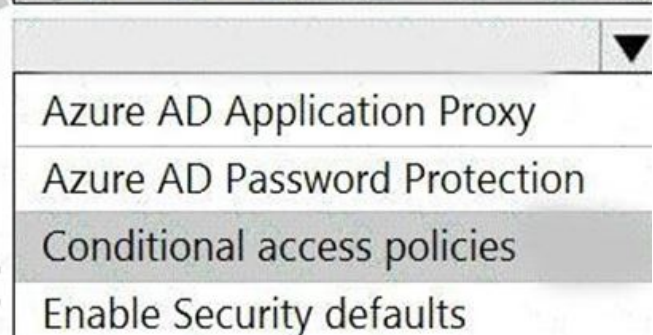 Azure AD Application Proxy
Azure AD Password Protection
Conditional access policies
Enable Security defaults